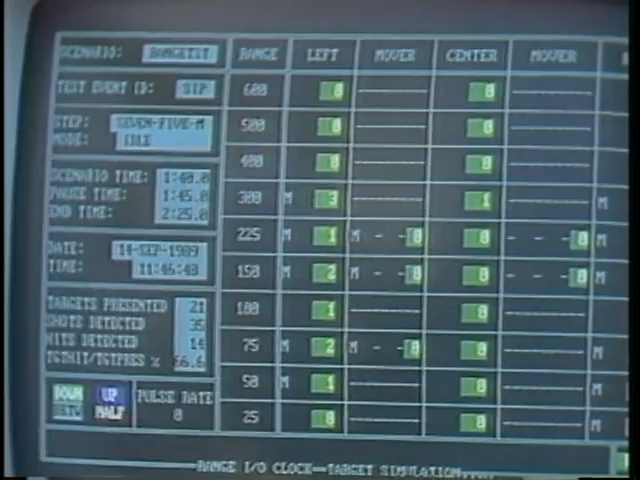 SCENARIO: RANGETST
TEST EVENT ID: SIP
STEP: SEVEN-FIVE-M
MODE: IDLE
SCENARIO TIME: 1:40.0
PAUSE TIME: 1:45.0
END TIME: 2:25.0
DATE: 14-SEP-1989
TIME: 11:46:48
TARGETS PRESENTED 21
SHOTS DETECTED 35
HITS DETECTED 14
TGTHIT/TGTPRES % 66.6
DOWN UP
HALF
PULSE RATE
0
RANGE LEFT MOVER CENTER MOVER
600 0 0
500 0 0
400 0 0
300 M 3 1 M
225 M 1 M - - 0 0 - - 0 M
150 M 2 M - - 0 0 - - 0 M
100 1 0
75 M 2 M - - 0 0 M
50 M 1 0 M
25 0 0 M
RANGE I/O CLOCK—TARGET SIMULATION